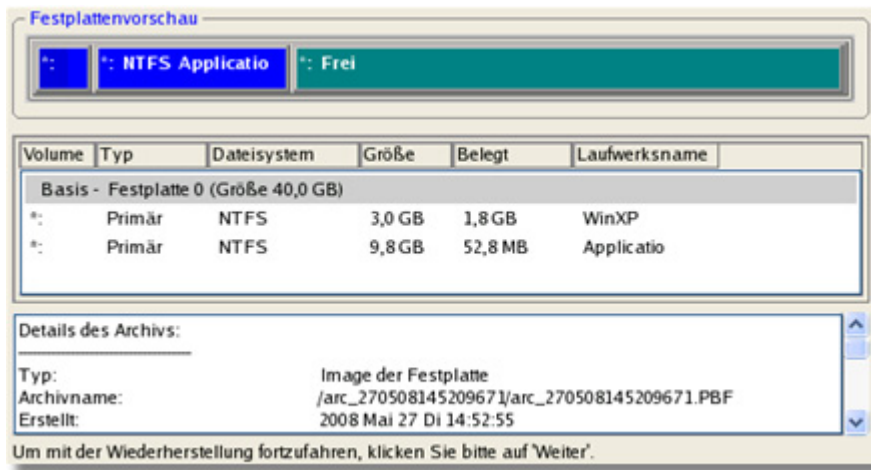 Festplattenvorschau
*: *: NTFS Applicatio *: Frei
Volume Typ Dateisystem Größe Belegt Laufwerksname
Basis - Festplatte 0 (Größe 40,0 GB)
*: Primär NTFS 3,0 GB 1,8 GB WinXP
*: Primär NTFS 9,8 GB 52,8 MB Applicatio
Details des Archivs:
--------------------------------------
Typ: Image der Festplatte
Archivname: /arc_270508145209671/arc_270508145209671.PBF
Erstellt: 2008 Mai 27 Di 14:52:55
Um mit der Wiederherstellung fortzufahren, klicken Sie bitte auf 'Weiter'.